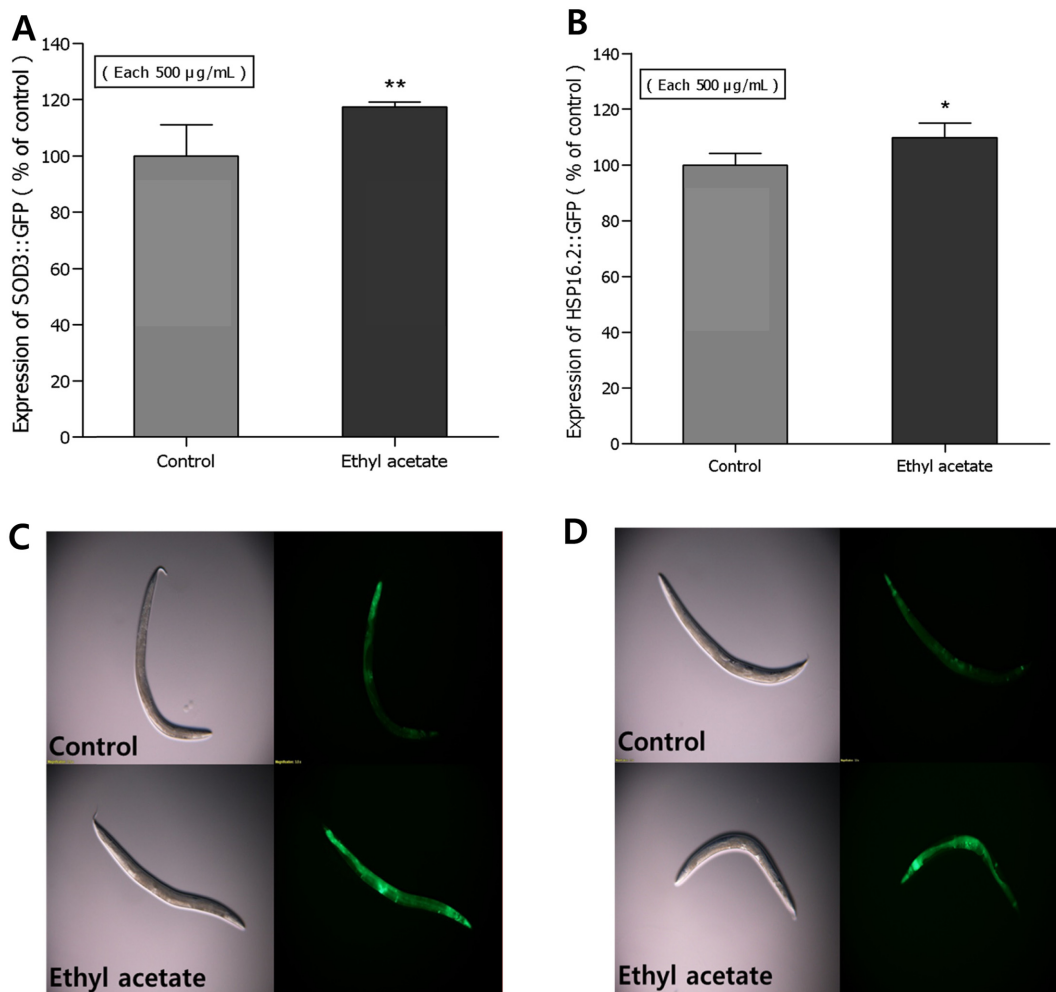 A
Expression of SOD3::GFP ( % of control)
140
120
100
80
60
40
20
0
( Each 500 µg/mL )
**
Control
Ethyl acetate
B
Expression of HSP16.2::GFP ( % of control)
140
120
100
80
60
40
20
0
( Each 500 µg/mL )
*
Control
Ethyl acetate
C
Control
Ethyl acetate
D
Control
Ethyl acetate